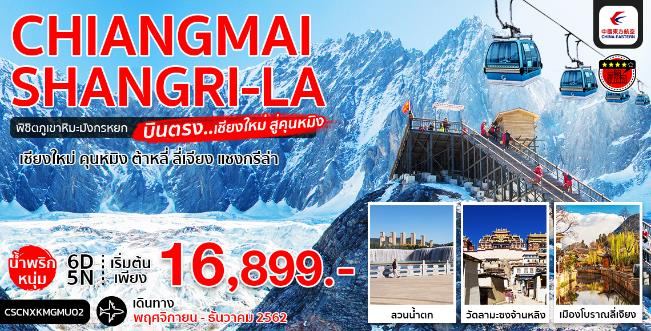 CHIANGMAI
SHANGRI-LA
พิชิตภูเขาหิมะมังกรหยก บินตรง..เชียงใหม่ สู่คุนหมิง
เชียงใหม่ คุนหมิง ต้าหลี่ ลี่เจียง แชงกรีล่า
中國東方航空
CHINA EASTERN
น้ำพริก
หนุ่ม
6D
5N
เริ่มต้น
เพียง
16,899.-
CSCNXKMGMU02
เดินทาง
พฤศจิกายน - ธันวาคม 2562
สวนน้ำตก
วัดลามะซงจ้านหลิง
เมืองโบราณลี่เจียง